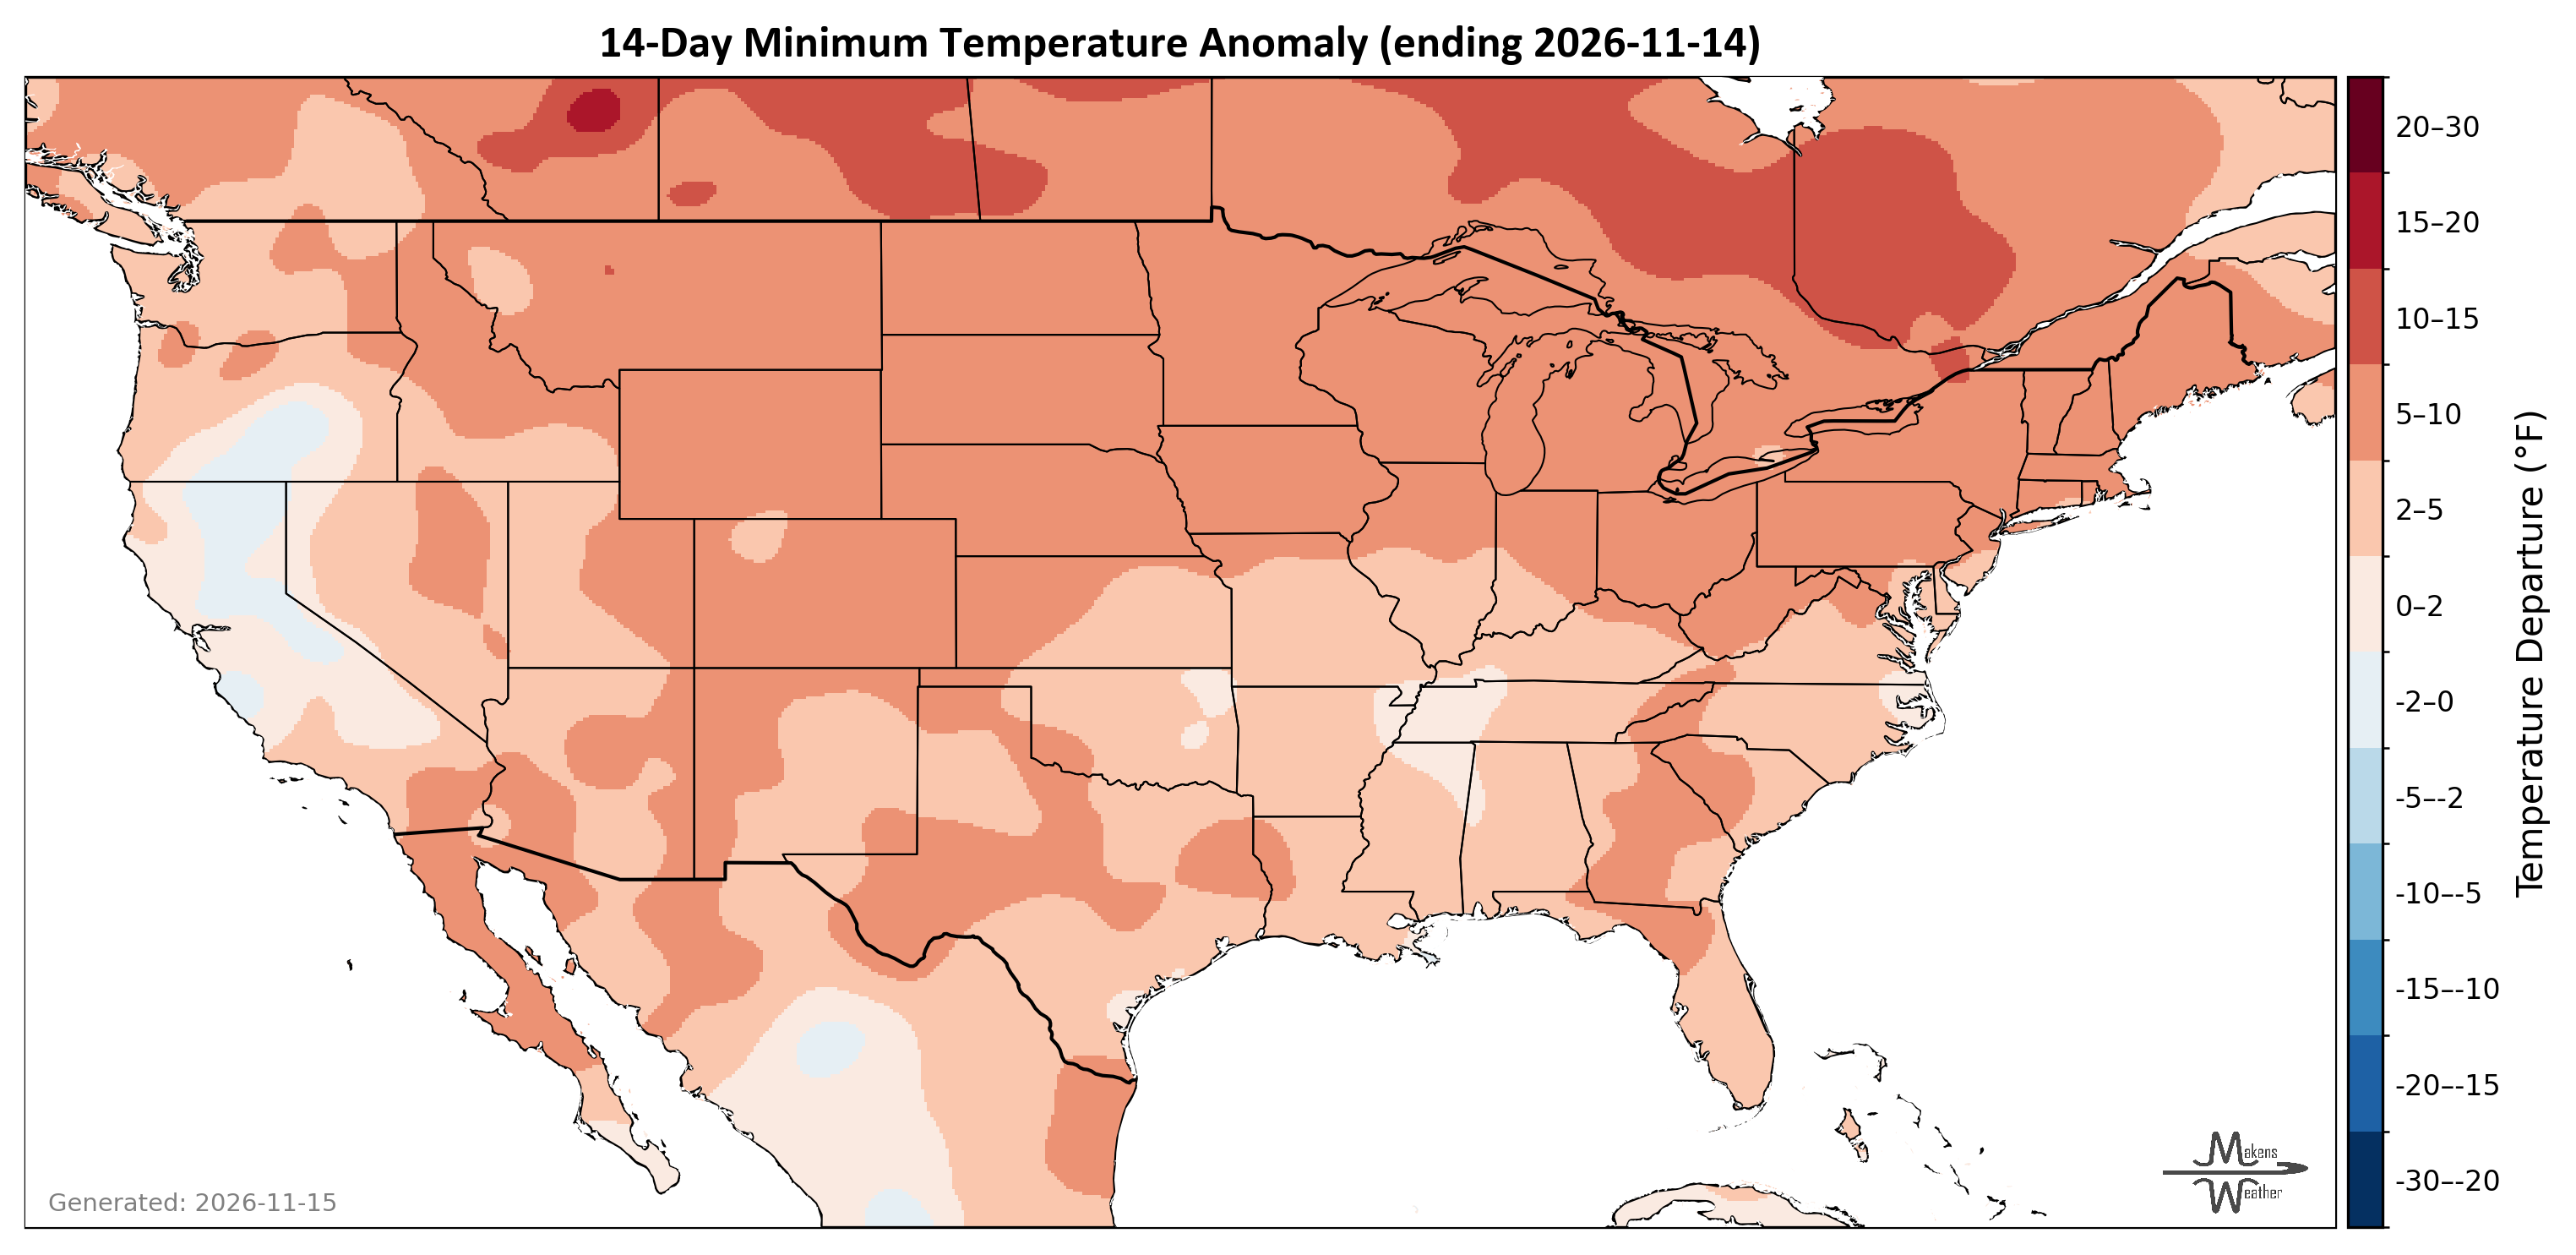 14-Day Minimum Temperature Anomaly (ending 2026-11-14)
20–30
15–20
10–15
5–10
2–5
0–2
-2–0
-5–-2
-10–-5
-15–-10
-20–-15
-30–-20
Temperature Departure (°F)
Makens
Weather
Generated: 2026-11-15